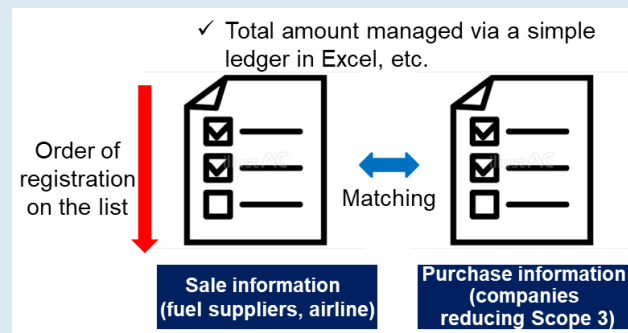 ✓ Total amount managed via a simple
ledger in Excel, etc.
Order of
registration
on the list
Matching
Sale information
(fuel suppliers, airline)
Purchase information
(companies
reducing Scope 3)